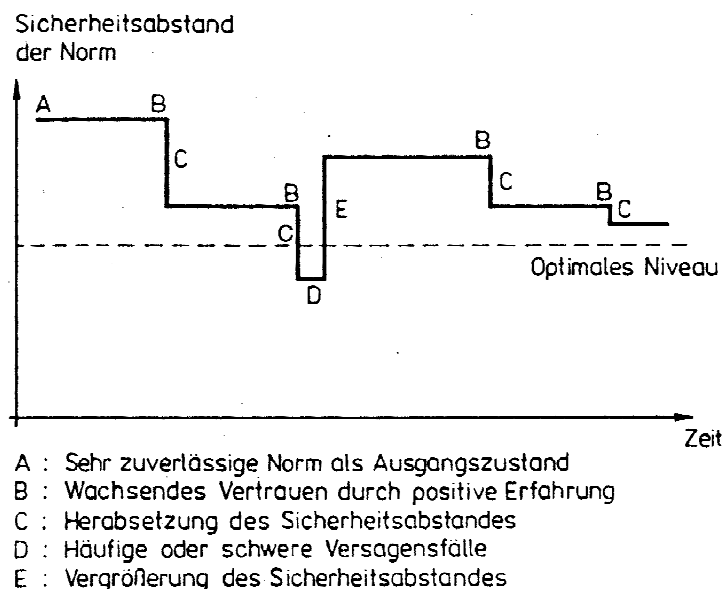 Sicherheitsabstand
der Norm
A B
C
B
C
D
E
B
C
B
C
Optimales Niveau
Zeit
A : Sehr zuverlässige Norm als Ausgangszustand
B : Wachsendes Vertrauen durch positive Erfahrung
C : Herabsetzung des Sicherheitsabstandes
D : Häufige oder schwere Versagensfälle
E : Vergrößerung des Sicherheitsabstandes